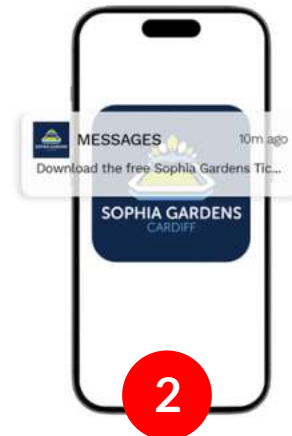 MESSAGES 10m ago
Download the free Sophia Gardens Tic...
SOPHIA GARDENS
CARDIFF
2